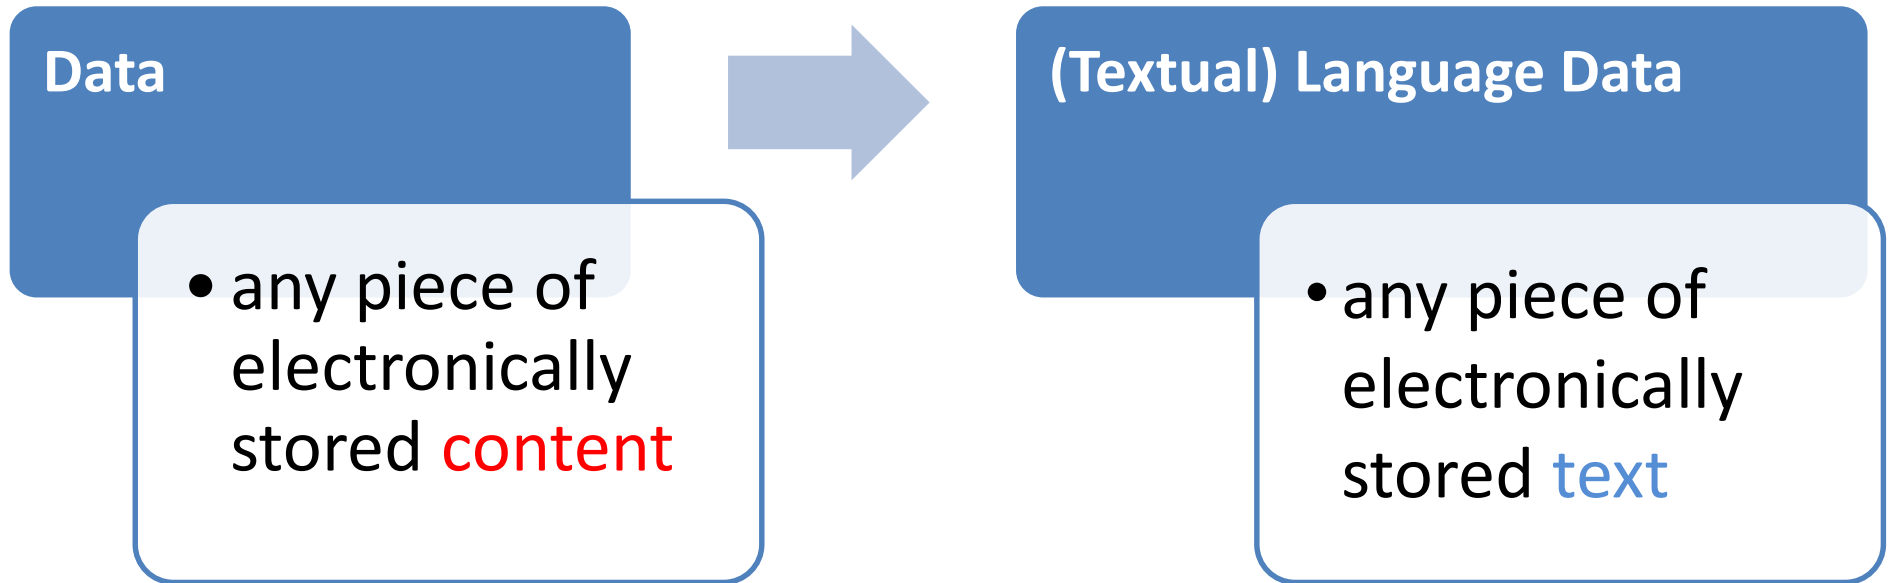 Data
• any piece of
electronically
stored content
(Textual) Language Data
• any piece of
electronically
stored text